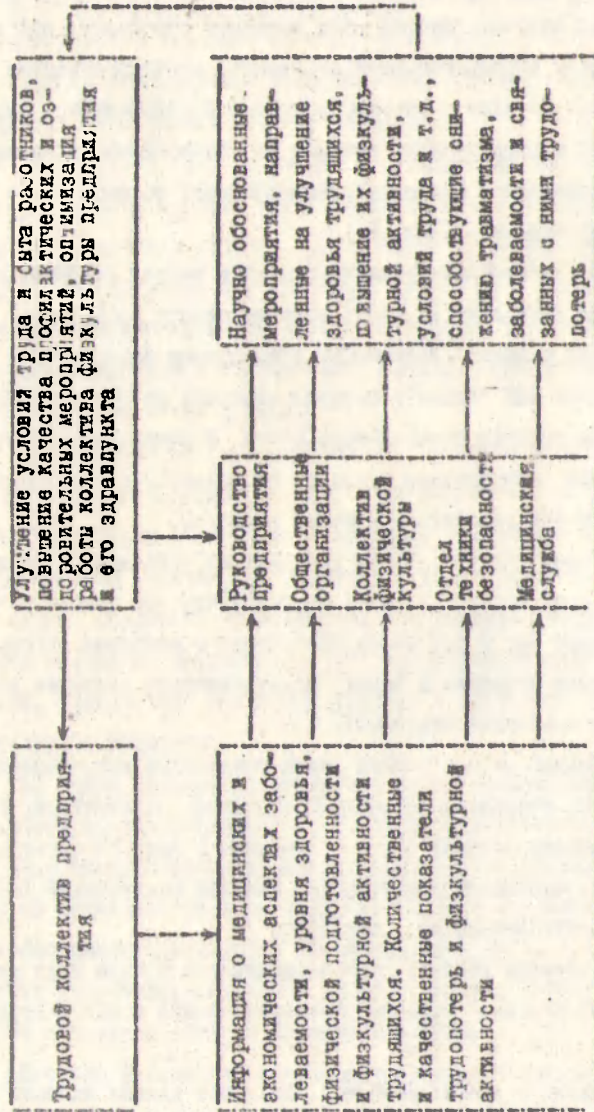 Трудовой коллектив предприя-
тия
Улучшение условий труда и быта работников
повышение качества профилактических и оз-
доровительных мероприятий, оптимизация
работы коллектива физкультуры предприятия
и его здравпункта
Информация о медицинских и
экономических аспектах забо-
леваемости, уровня здоровья,
физической подготовленности
и физкультурной активности
трудящихся. Количественные
и качественные показатели
трудопотерь и физкультурной
активности
Руководство
предприятия
Общественные
организации
Коллектив
физической
культуры
Отдел
техники
безопасности
Медицинская
служба
Научно обоснованные
мероприятия, направ-
ленные на улучшение
здоровья трудящихся,
повышение их физкуль-
турной активности,
условий труда и т.д.,
способствующие сни-
жению травматизма,
заболеваемости и свя-
занных с ними трудо-
потерь